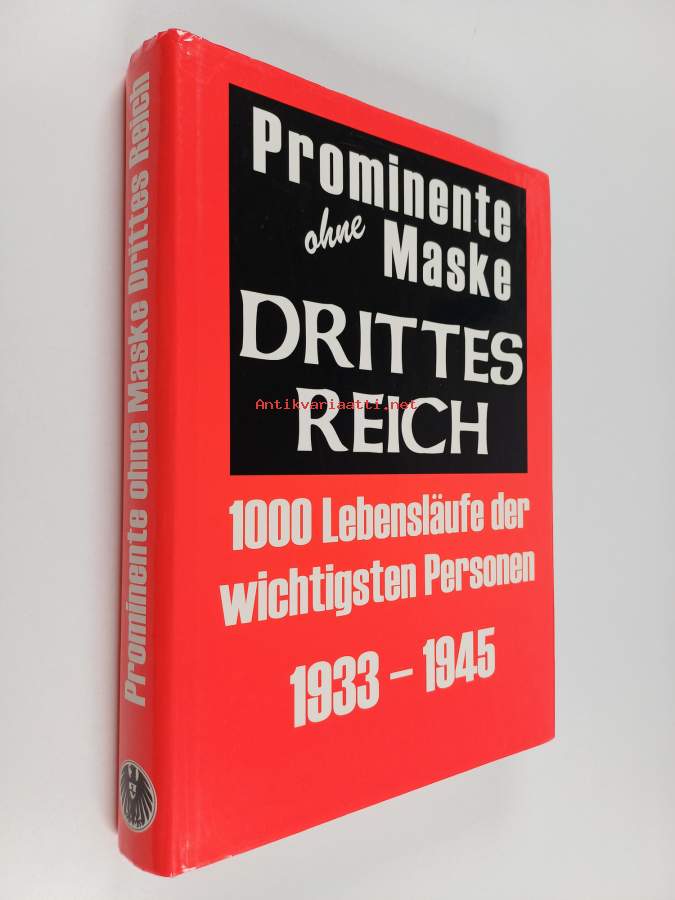 Prominente
ohne Maske
DRITTES
REICH
Antikvariaatti.net
1000 Lebensläufe der
wichtigsten Personen
1933 – 1945
Prominente ohne Maske Drittes Reich